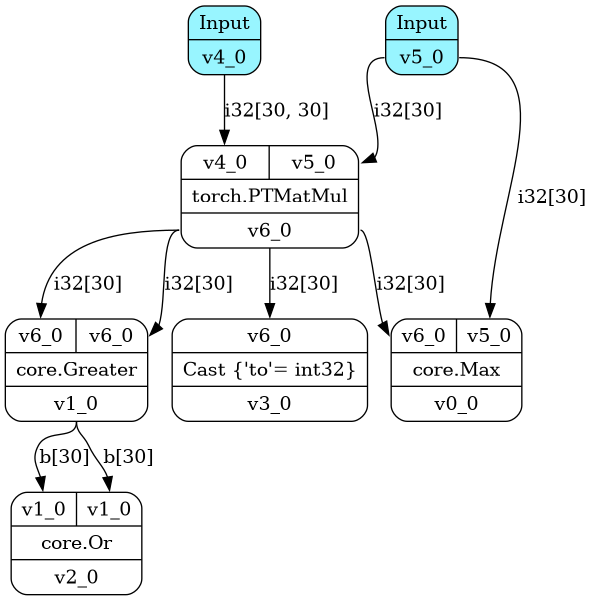 Input
v4_0
Input
v5_0
i32[30, 30]
i32[30]
i32[30]
v4_0 v5_0
torch.PTMatMul
v6_0
i32[30] i32[30] i32[30] i32[30]
v6_0 v6_0
core.Greater
v1_0
v6_0
Cast {'to'= int32}
v3_0
v6_0 v5_0
core.Max
v0_0
b[30] b[30]
v1_0 v1_0
core.Or
v2_0